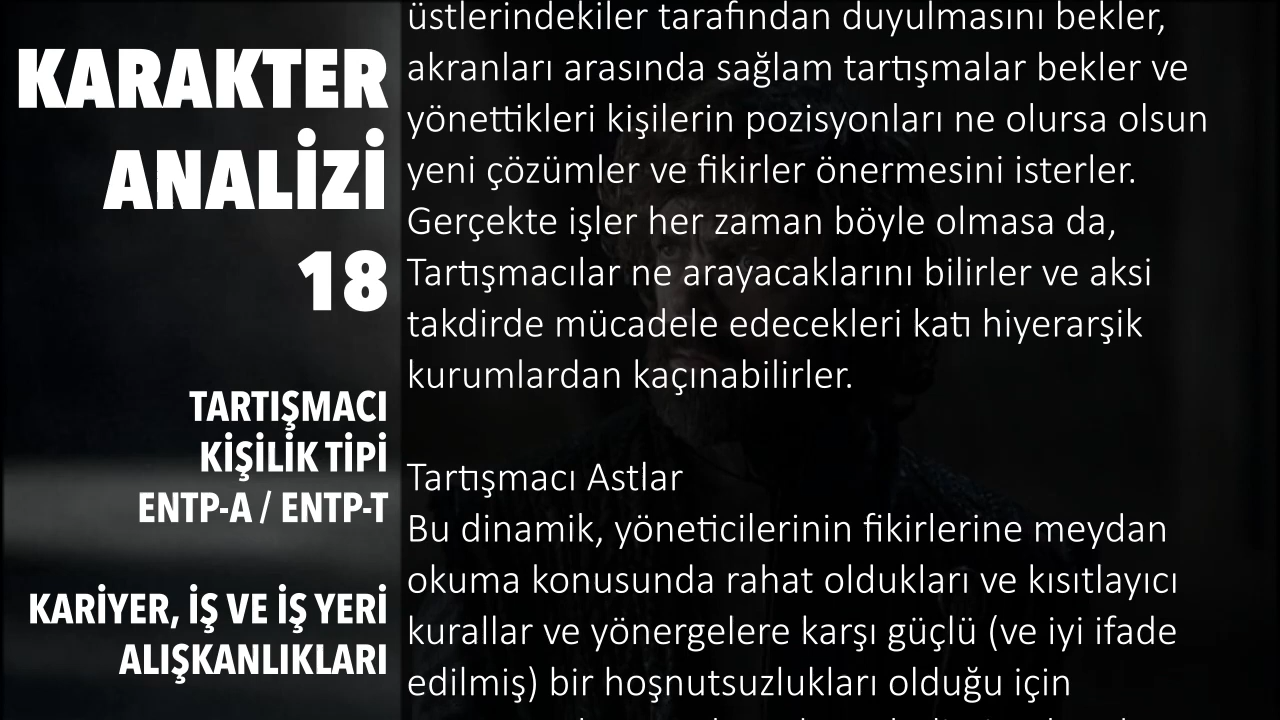 KARAKTER
ANALİZİ
18
TARTIŞMACI
KİŞİLİK TİPİ
ENTP-A / ENTP-T
KARİYER, İŞ VE İŞ YERİ
ALIŞKANLIKLARI
üstlerindekiler tarafından duyulmasını bekler,
akranları arasında sağlam tartışmalar bekler ve
yönettikleri kişilerin pozisyonları ne olursa olsun
yeni çözümler ve fikirler önermesini isterler.
Gerçekte işler her zaman böyle olmasa da,
Tartışmacılar ne arayacaklarını bilirler ve aksi
takdirde mücadele edecekleri katı hiyerarşik
kurumlardan kaçınabilirler.
Tartışmacı Astlar
Bu dinamik, yöneticilerinin fikirlerine meydan
okuma konusunda rahat oldukları ve kısıtlayıcı
kurallar ve yönergelere karşı güçlü (ve iyi ifade
edilmiş) bir hoşnutsuzlukları olduğu için